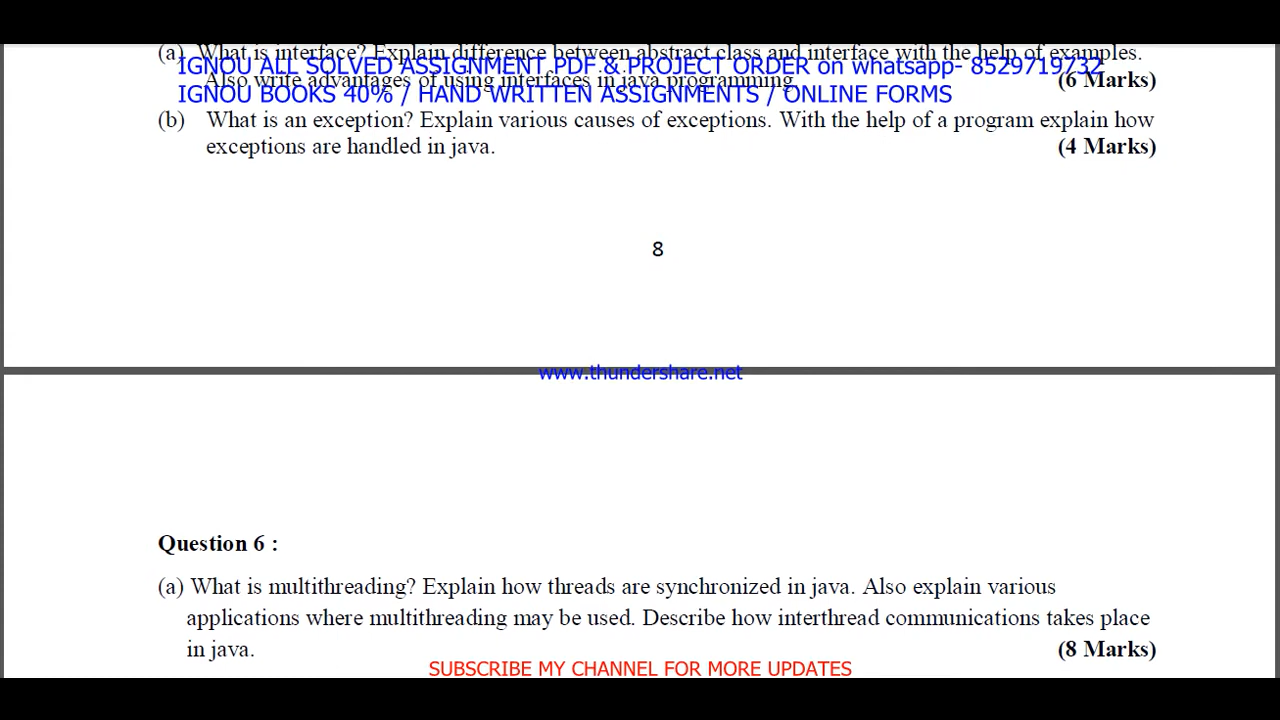 (a) What is interface? Explain difference between abstract class and interface with the help of examples.
IGNOU ALL SOLVED ASSIGNMENT PDF & PROJECT ORDER on whatsapp- 8529719732
Also write advantages of using interfaces in java programming. (6 Marks)
IGNOU BOOKS 40% / HAND WRITTEN ASSIGNMENTS / ONLINE FORMS
(b) What is an exception? Explain various causes of exceptions. With the help of a program explain how
exceptions are handled in java. (4 Marks)
8
www.thundershare.net
Question 6 :
(a) What is multithreading? Explain how threads are synchronized in java. Also explain various
applications where multithreading may be used. Describe how interthread communications takes place
in java. (8 Marks)
SUBSCRIBE MY CHANNEL FOR MORE UPDATES